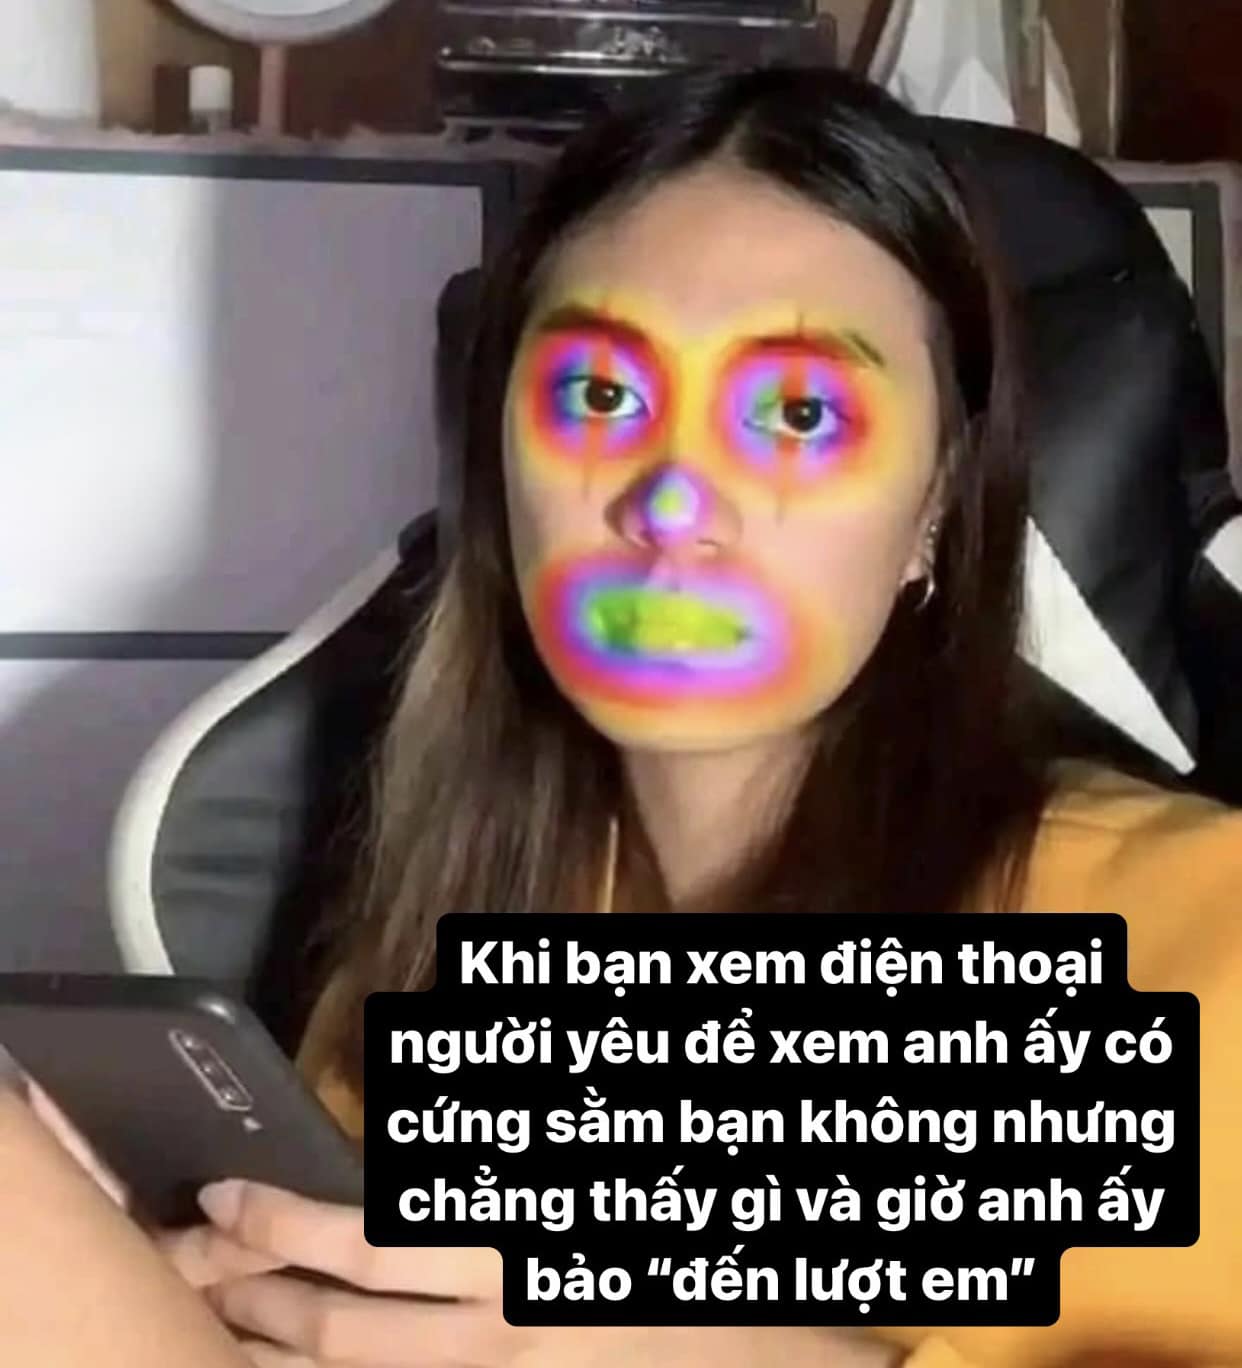 Khi bạn xem điện thoại
người yêu để xem anh ấy có
cứng sằm bạn không nhưng
chẳng thấy gì và giờ anh ấy
bảo “đến lượt em”